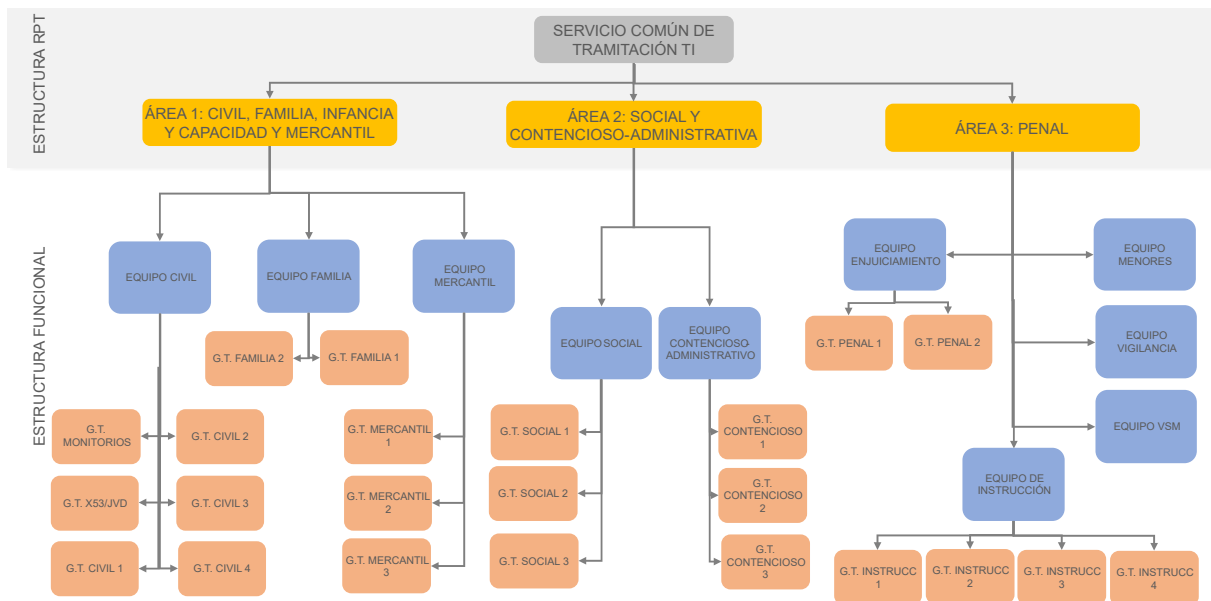 ESTRUCTURA RPT
SERVICIO COMÚN DE
TRAMITACIÓN TI
ÁREA 1: CIVIL, FAMILIA, INFANCIA
Y CAPACIDAD Y MERCANTIL
ÁREA 2: SOCIAL Y
CONTENCIOSO-ADMINISTRATIVA
ÁREA 3: PENAL
ESTRUCTURA FUNCIONAL
EQUIPO CIVIL
EQUIPO FAMILIA
EQUIPO
MERCANTIL
G.T. FAMILIA 2
G.T. FAMILIA 1
G.T.
MONITORIOS
G.T. CIVIL 2
G.T. X53/JVD
G.T. CIVIL 3
G.T. CIVIL 1
G.T. CIVIL 4
G.T. MERCANTIL
1
G.T. MERCANTIL
2
G.T. MERCANTIL
3
EQUIPO SOCIAL
EQUIPO
CONTENCIOSO-
ADMINISTRATIVO
G.T. SOCIAL 1
G.T. SOCIAL 2
G.T. SOCIAL 3
G.T.
CONTENCIOSO
1
G.T.
CONTENCIOSO
2
G.T.
CONTENCIOSO
3
EQUIPO
ENJUICIAMIENTO
EQUIPO
MENORES
G.T. PENAL 1
G.T. PENAL 2
EQUIPO
VIGILANCIA
EQUIPO VSM
EQUIPO DE
INSTRUCCIÓN
G.T. INSTRUCC
1
G.T. INSTRUCC
2
G.T. INSTRUCC
3
G.T. INSTRUCC
4